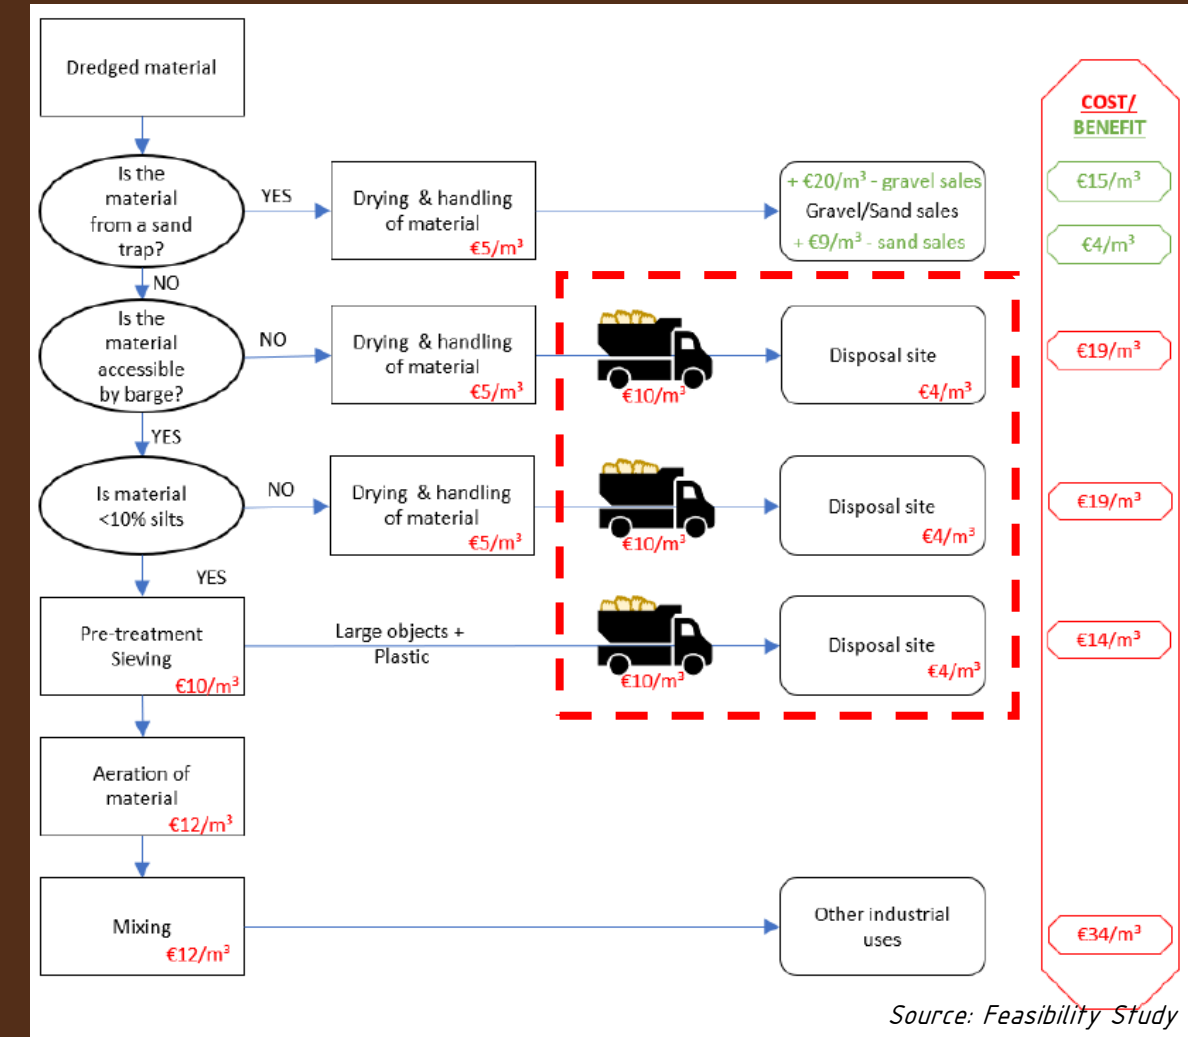 Dredged material
COST/
BENEFIT
Is the
material
from a sand
trap?
YES
Drying & handling
of material
€5/m³
+ €20/m³ - gravel sales
Gravel/Sand sales
+ €9/m³ - sand sales
€15/m³
€4/m³
NO
Is the
material
accessible
by barge?
NO
Drying & handling
of material
€5/m³
€10/m³
Disposal site
€4/m³
€19/m³
YES
Is material
<10% silts
NO
Drying & handling
of material
€5/m³
€10/m³
Disposal site
€4/m³
€19/m³
YES
Pre-treatment
Sieving
€10/m³
Large objects +
Plastic
€10/m³
Disposal site
€4/m³
€14/m³
Aeration of
material
€12/m³
Mixing
€12/m³
Other industrial
uses
€34/m³
Source: Feasibility Study